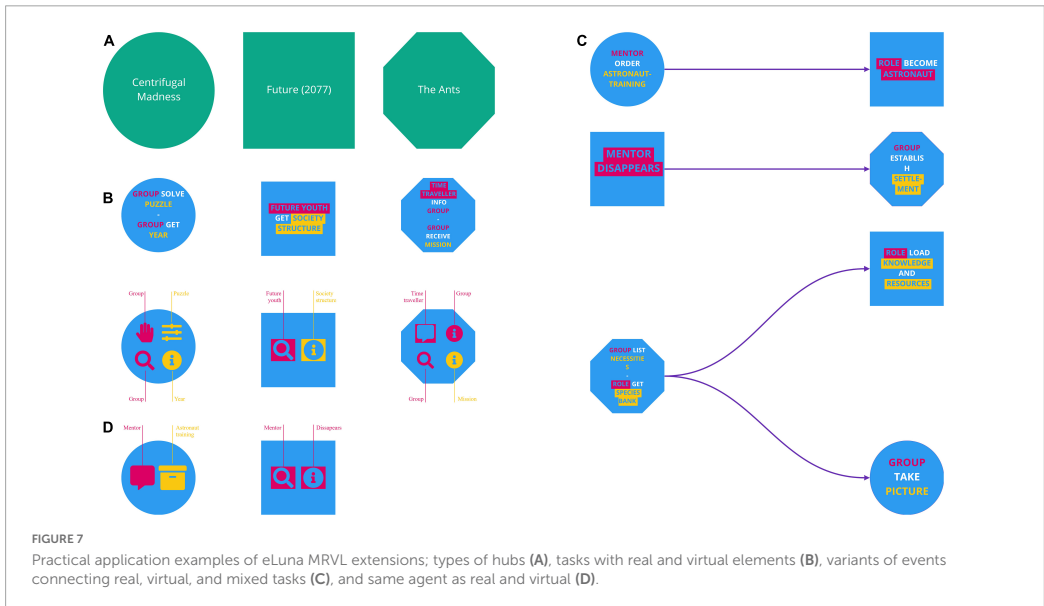 A
Centrifugal
Madness
Future (2077)
The Ants
B
GROUP SOLVE
PUZZLE
-
GROUP GET
YEAR
FUTURE YOUTH
GET SOCIETY
STRUCTURE
TIME
TRAVELLER
INFO
GROUP
-
GROUP
RECEIVE
MISSION
Group
Puzzle
Group
Year
Future
youth
Society
structure
Time
traveller
Group
Group
Mission
D
Mentor
Astronaut
training
Mentor
Dissapears
C
MENTOR
ORDER
ASTRONAUT-
TRAINING
ROLE BECOME
ASTRONAUT
MENTOR
DISAPPEARS
GROUP
ESTABLIS
H
SETTLE-
MENT
ROLE LOAD
KNOWLEDGE
AND
RESOURCES
GROUP LIST
NECESSITIE
S
-
ROLE GET
SPECIES
BANK
GROUP
TAKE
PICTURE
FIGURE 7
Practical application examples of eLuna MRVL extensions; types of hubs (A), tasks with real and virtual elements (B), variants of events
connecting real, virtual, and mixed tasks (C), and same agent as real and virtual (D).